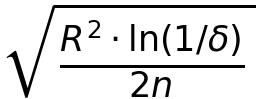 √(R² · ln(1/δ) / 2n)